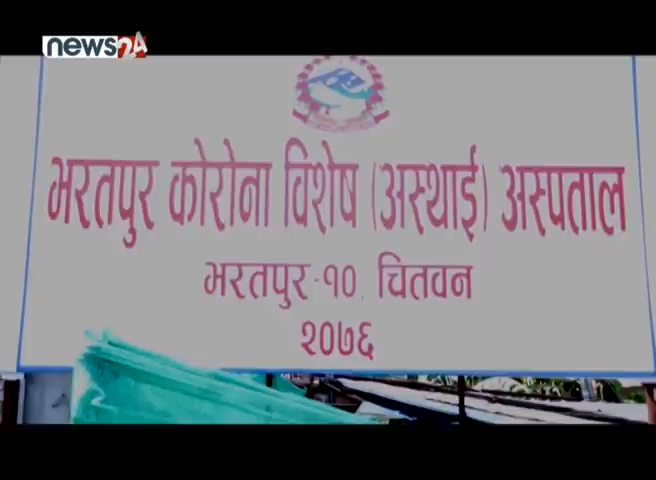 news24
भरतपुर कोरोना विशेष (अस्थाई) अस्पताल
भरतपुर-१०, चितवन
२०७६